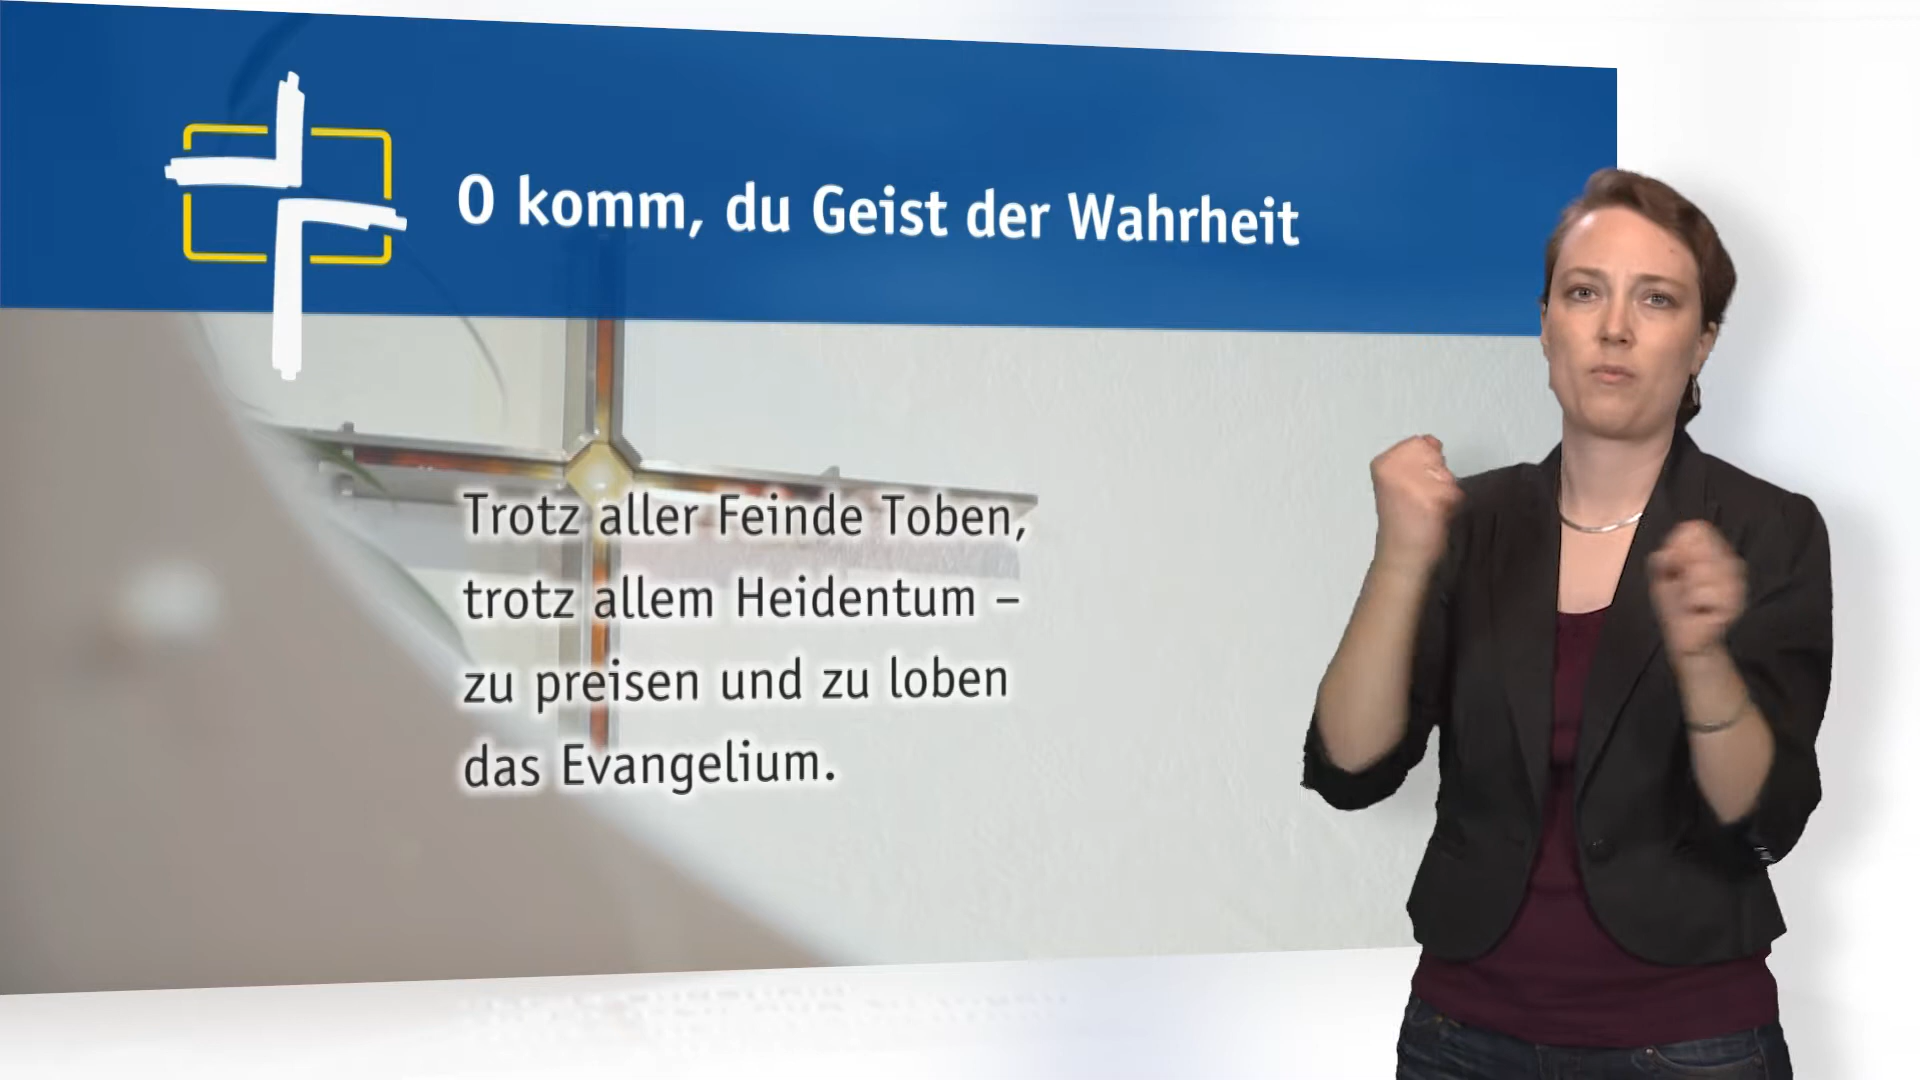 O komm, du Geist der Wahrheit
Trotz aller Feinde Toben,
trotz allem Heidentum –
zu preisen und zu loben
das Evangelium.